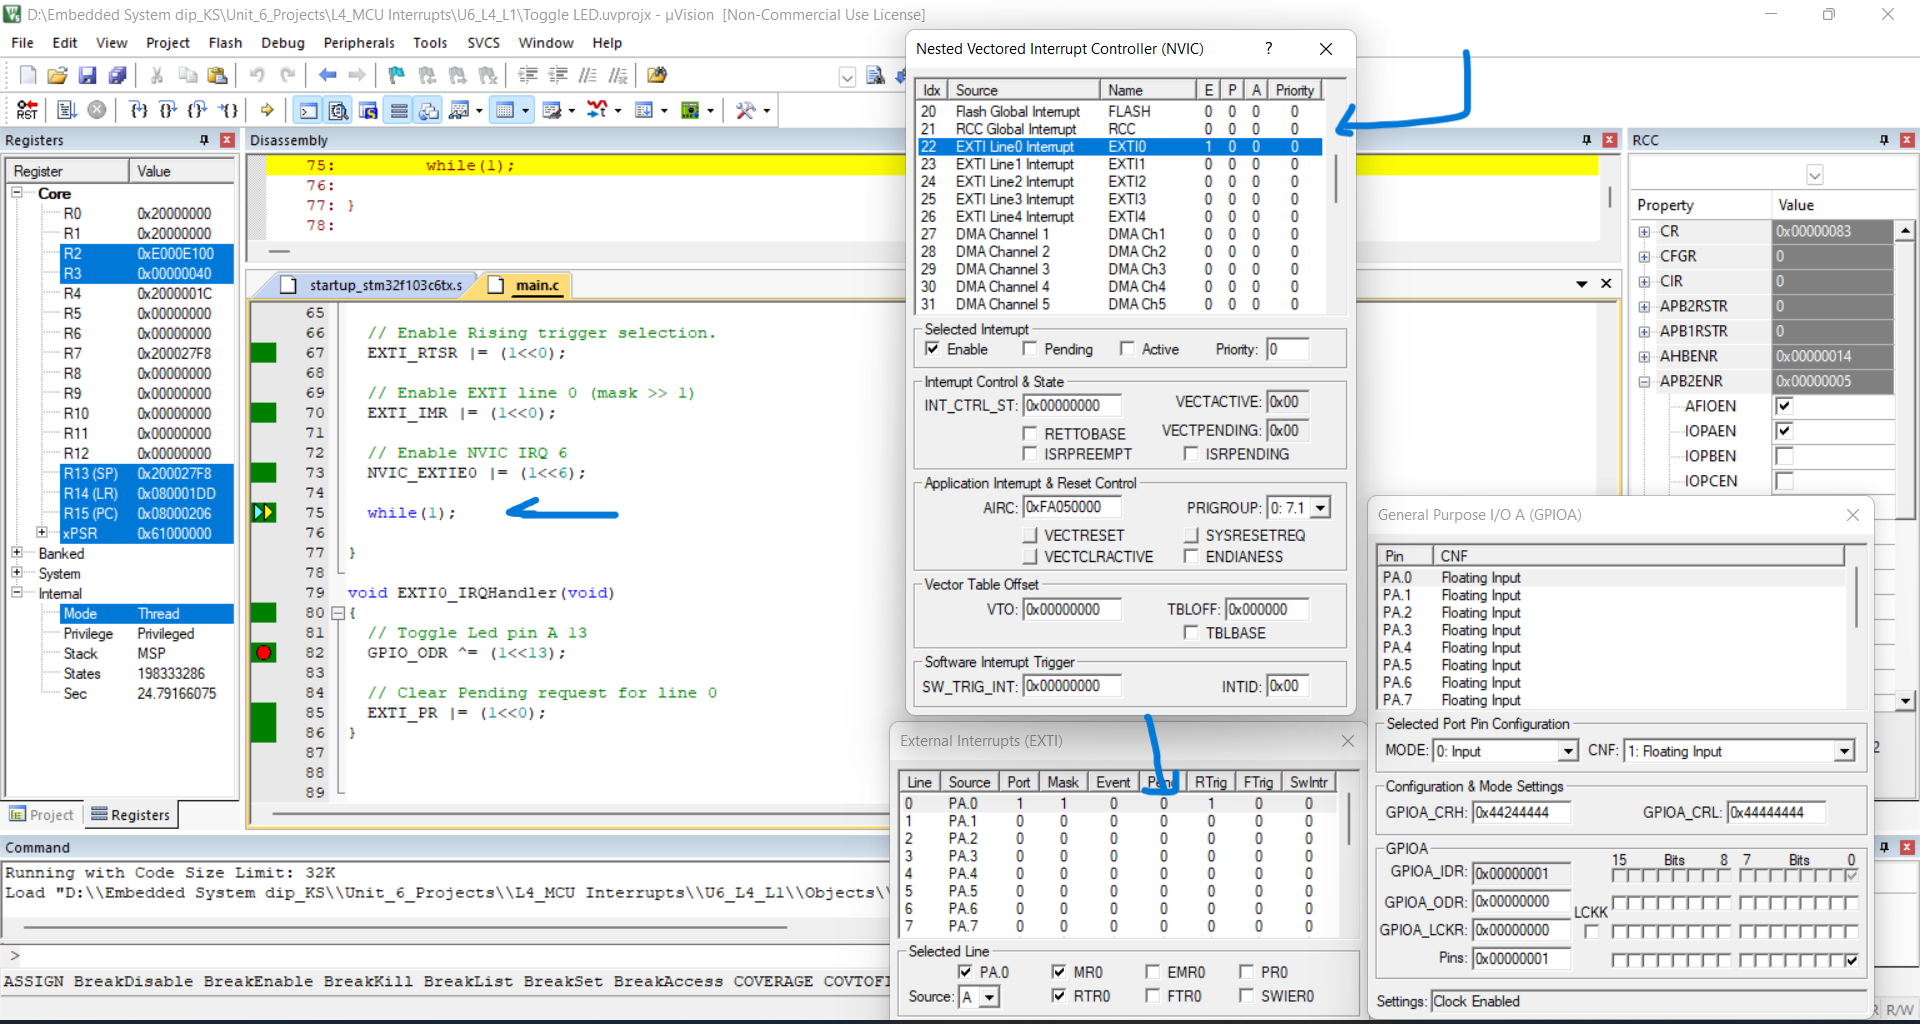 D:\Embedded System dip_KS\Unit_6_Projects\L4_MCU Interrupts\U6_L4_L1\Toggle LED.uvprojx - µVision  [Non-Commercial Use License]
File Edit View Project Flash Debug Peripherals Tools SVCS Window Help
RST
Registers
Register Value
Core
R0 0x20000000
R1 0x20000000
R2 0xE000E100
R3 0x00000040
R4 0x2000001C
R5 0x00000000
R6 0x00000000
R7 0x200027F8
R8 0x00000000
R9 0x00000000
R10 0x00000000
R11 0x00000000
R12 0x00000000
R13 (SP) 0x200027F8
R14 (LR) 0x080001DD
R15 (PC) 0x08000206
xPSR 0x61000000
Banked
System
Internal
Mode Thread
Privilege Privileged
Stack MSP
States 198333286
Sec 24.79166075
Project Registers
Disassembly
75: while(1);
76:
77: }
78:
startup_stm32f103c6tx.s main.c
65
66 // Enable Rising trigger selection.
67 EXTI_RTSR |= (1<<0);
68
69 // Enable EXTI line 0 (mask >> 1)
70 EXTI_IMR |= (1<<0);
71
72 // Enable NVIC IRQ 6
73 NVIC_EXTIE0 |= (1<<6);
74
75 while(1);
76
77 }
78
79 void EXTI0_IRQHandler(void)
80 {
81 // Toggle Led pin A 13
82 GPIO_ODR ^= (1<<13);
83
84 // Clear Pending request for line 0
85 EXTI_PR |= (1<<0);
86 }
87
88
89
Command
Running with Code Size Limit: 32K
Load "D:\\Embedded System dip_KS\\Unit_6_Projects\\L4_MCU Interrupts\\U6_L4_L1\\Objects\\
>
ASSIGN BreakDisable BreakEnable BreakKill BreakList BreakSet BreakAccess COVERAGE COVTOFI
Nested Vectored Interrupt Controller (NVIC) ?
Idx Source Name E P A Priority
20 Flash Global Interrupt FLASH 0 0 0 0
21 RCC Global Interrupt RCC 0 0 0 0
22 EXTI Line0 Interrupt EXTI0 1 0 0 0
23 EXTI Line1 Interrupt EXTI1 0 0 0 0
24 EXTI Line2 Interrupt EXTI2 0 0 0 0
25 EXTI Line3 Interrupt EXTI3 0 0 0 0
26 EXTI Line4 Interrupt EXTI4 0 0 0 0
27 DMA Channel 1 DMA Ch1 0 0 0 0
28 DMA Channel 2 DMA Ch2 0 0 0 0
29 DMA Channel 3 DMA Ch3 0 0 0 0
30 DMA Channel 4 DMA Ch4 0 0 0 0
31 DMA Channel 5 DMA Ch5 0 0 0 0
Selected Interrupt
Enable Pending Active Priority: 0
Interrupt Control & State
INT_CTRL_ST: 0x00000000 VECTACTIVE: 0x00
RETTOBASE VECTPENDING: 0x00
ISRPREEMPT ISRPENDING
Application Interrupt & Reset Control
AIRC: 0xFA050000 PRIGROUP: 0: 7.1
VECTRESET SYSRESETREQ
VECTCLRACTIVE ENDIANESS
Vector Table Offset
VTO: 0x00000000 TBLOFF: 0x000000
TBLBASE
Software Interrupt Trigger
SW_TRIG_INT: 0x00000000 INTID: 0x00
External Interrupts (EXTI)
Line Source Port Mask Event RTrig FTrig SwIntr
0 PA.0 1 1 0 0 1 0 0
1 PA.1 0 0 0 0 0 0 0
2 PA.2 0 0 0 0 0 0 0
3 PA.3 0 0 0 0 0 0 0
4 PA.4 0 0 0 0 0 0 0
5 PA.5 0 0 0 0 0 0 0
6 PA.6 0 0 0 0 0 0 0
7 PA.7 0 0 0 0 0 0 0
Selected Line
PA.0 MR0 EMR0 PR0
Source: A RTR0 FTR0 SWIER0
RCC
Property Value
CR 0x00000083
CFGR 0
CIR 0
APB2RSTR 0
APB1RSTR 0
AHBENR 0x00000014
APB2ENR 0x00000005
AFIOEN
IOPAEN
IOPBEN
IOPCEN
General Purpose I/O A (GPIOA)
Pin CNF
PA.0 Floating Input
PA.1 Floating Input
PA.2 Floating Input
PA.3 Floating Input
PA.4 Floating Input
PA.5 Floating Input
PA.6 Floating Input
PA.7 Floating Input
Selected Port Pin Configuration
MODE: 0: Input CNF: 1: Floating Input
Configuration & Mode Settings
GPIOA_CRH: 0x44244444 GPIOA_CRL: 0x44444444
GPIOA
15 Bits 8 7 Bits 0
GPIOA_IDR: 0x00000001
GPIOA_ODR: 0x00000000
LCKK
GPIOA_LCKR: 0x00000000
Pins: 0x00000001
Settings: Clock Enabled
R/W